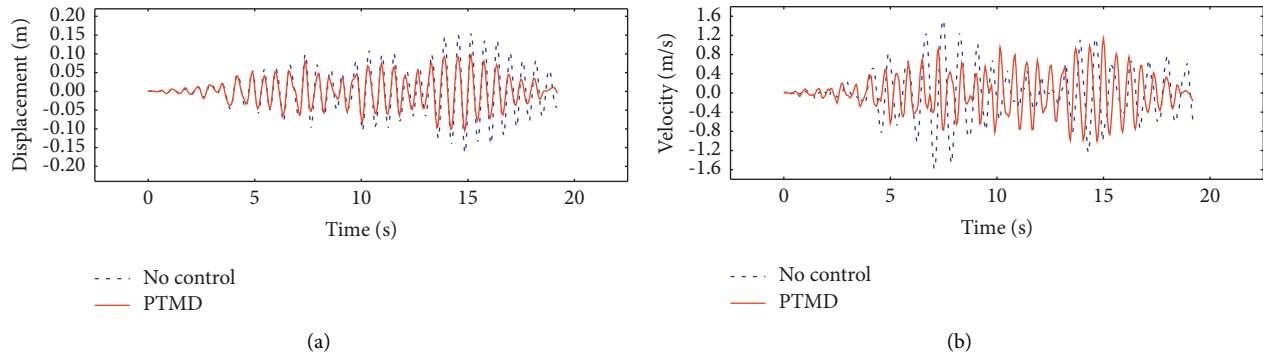 Displacement (m)
0.20
0.15
0.10
0.05
0.00
-0.05
-0.10
-0.15
-0.20
0 5 10 15 20
Time (s)
No control
PTMD
(a)
Velocity (m/s)
1.6
1.2
0.8
0.4
-0.0
-0.4
-0.8
-1.2
-1.6
0 5 10 15 20
Time (s)
No control
PTMD
(b)